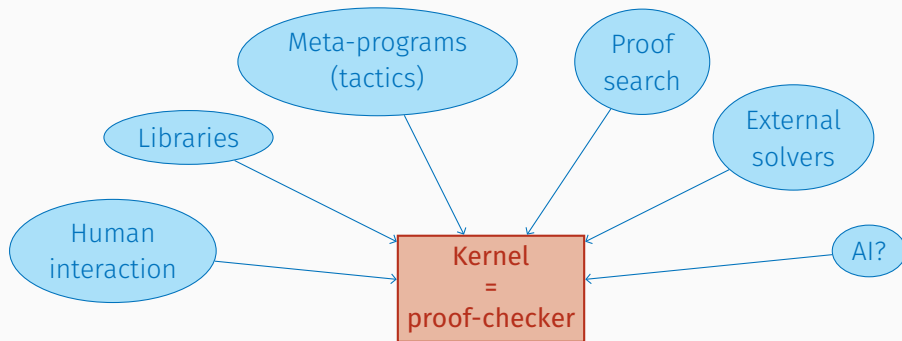 Meta-programs
(tactics)
Proof
search
Libraries
External
solvers
Human
interaction
Kernel
=
proof-checker
AI?